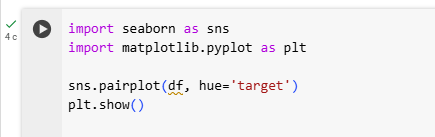 import seaborn as sns
import matplotlib.pyplot as plt
sns.pairplot(df, hue='target')
plt.show()
4 с